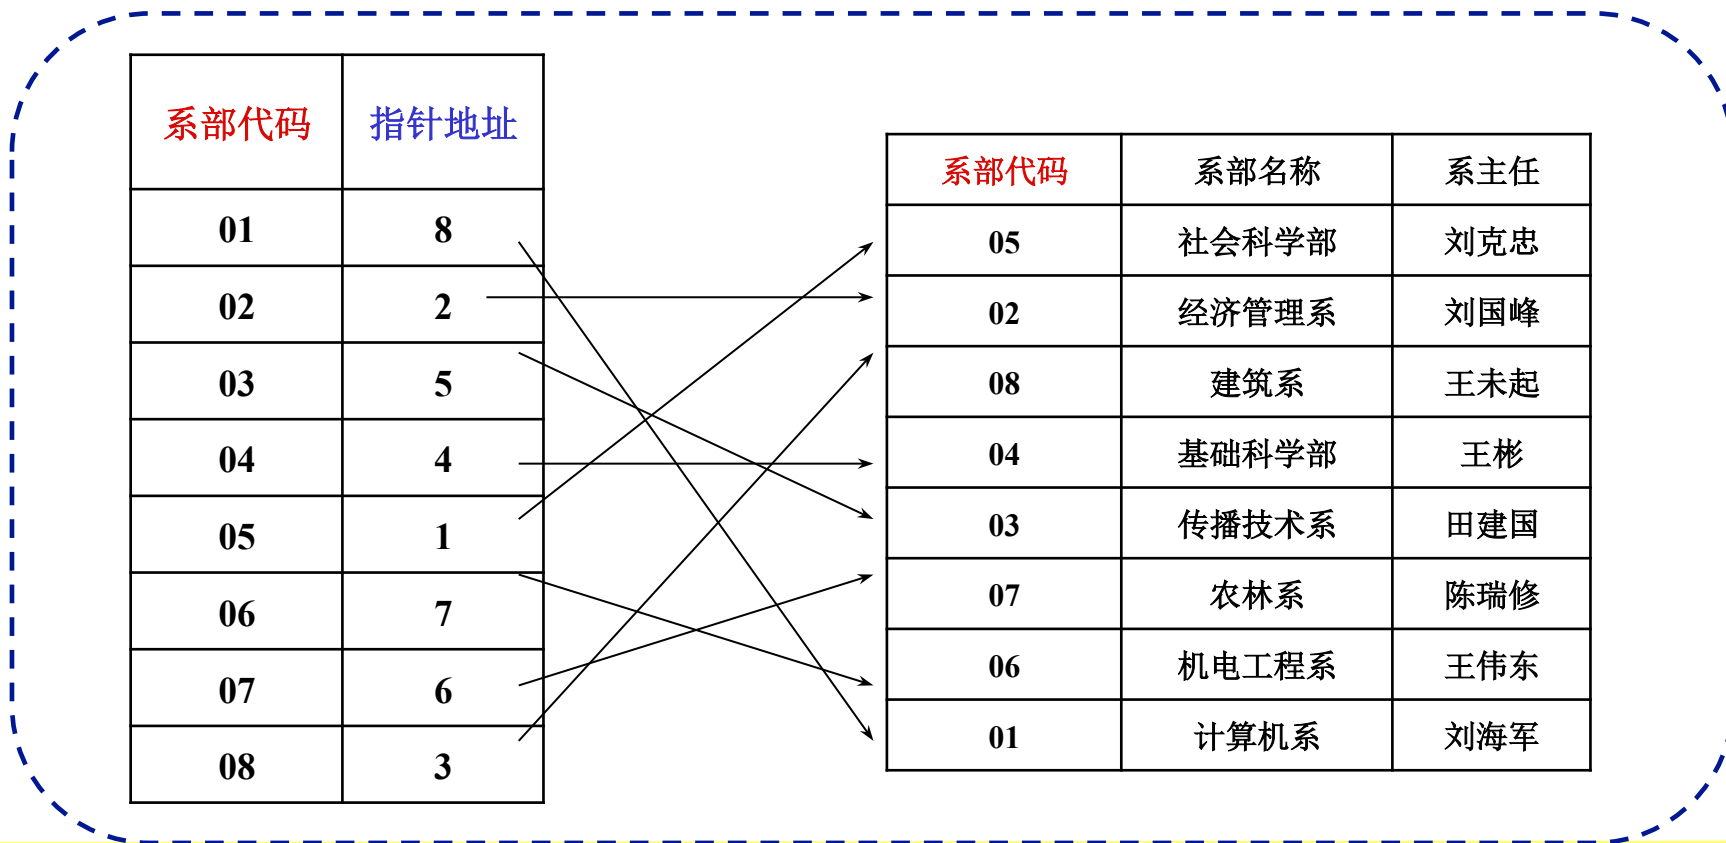 系部代码 指针地址
01 8
02 2
03 5
04 4
05 1
06 7
07 6
08 3
系部代码 系部名称 系主任
05 社会科学部 刘克忠
02 经济管理系 刘国峰
08 建筑系 王未起
04 基础科学部 王彬
03 传播技术系 田建国
07 农林系 陈瑞修
06 机电工程系 王伟东
01 计算机系 刘海军